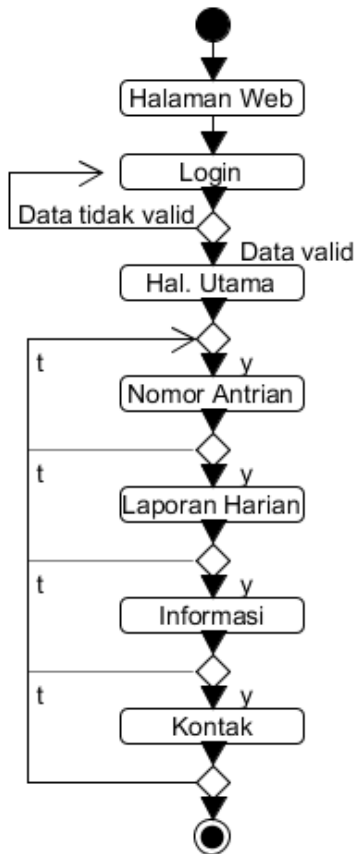 Halaman Web
Login
Data tidak valid
Data valid
Hal. Utama
t
y
Nomor Antrian
t
y
Laporan Harian
t
y
Informasi
t
y
Kontak